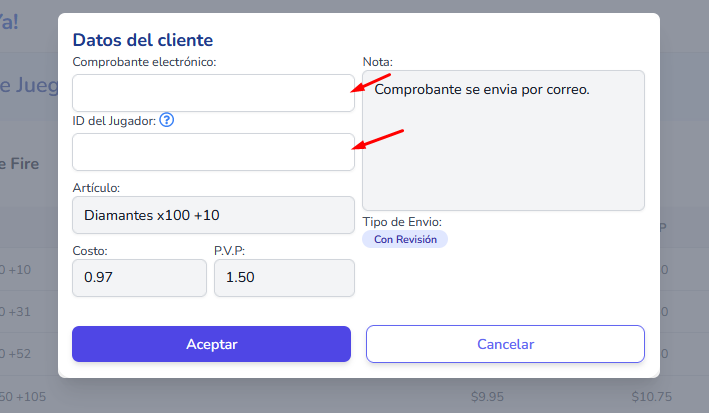 Ya!
Datos del cliente
Comprobante electrónico:
Nota:
Comprobante se envia por correo.
e Jueg
ID del Jugador: ?
e Fire
Artículo:
Diamantes x100 +10
Tipo de Envio:
Con Revisión
P
Costo:
P.V.P:
0.97
1.50
0 +10
0
0 +31
0
Aceptar
Cancelar
0 +52
0
50 +105
$9.95
$10.75